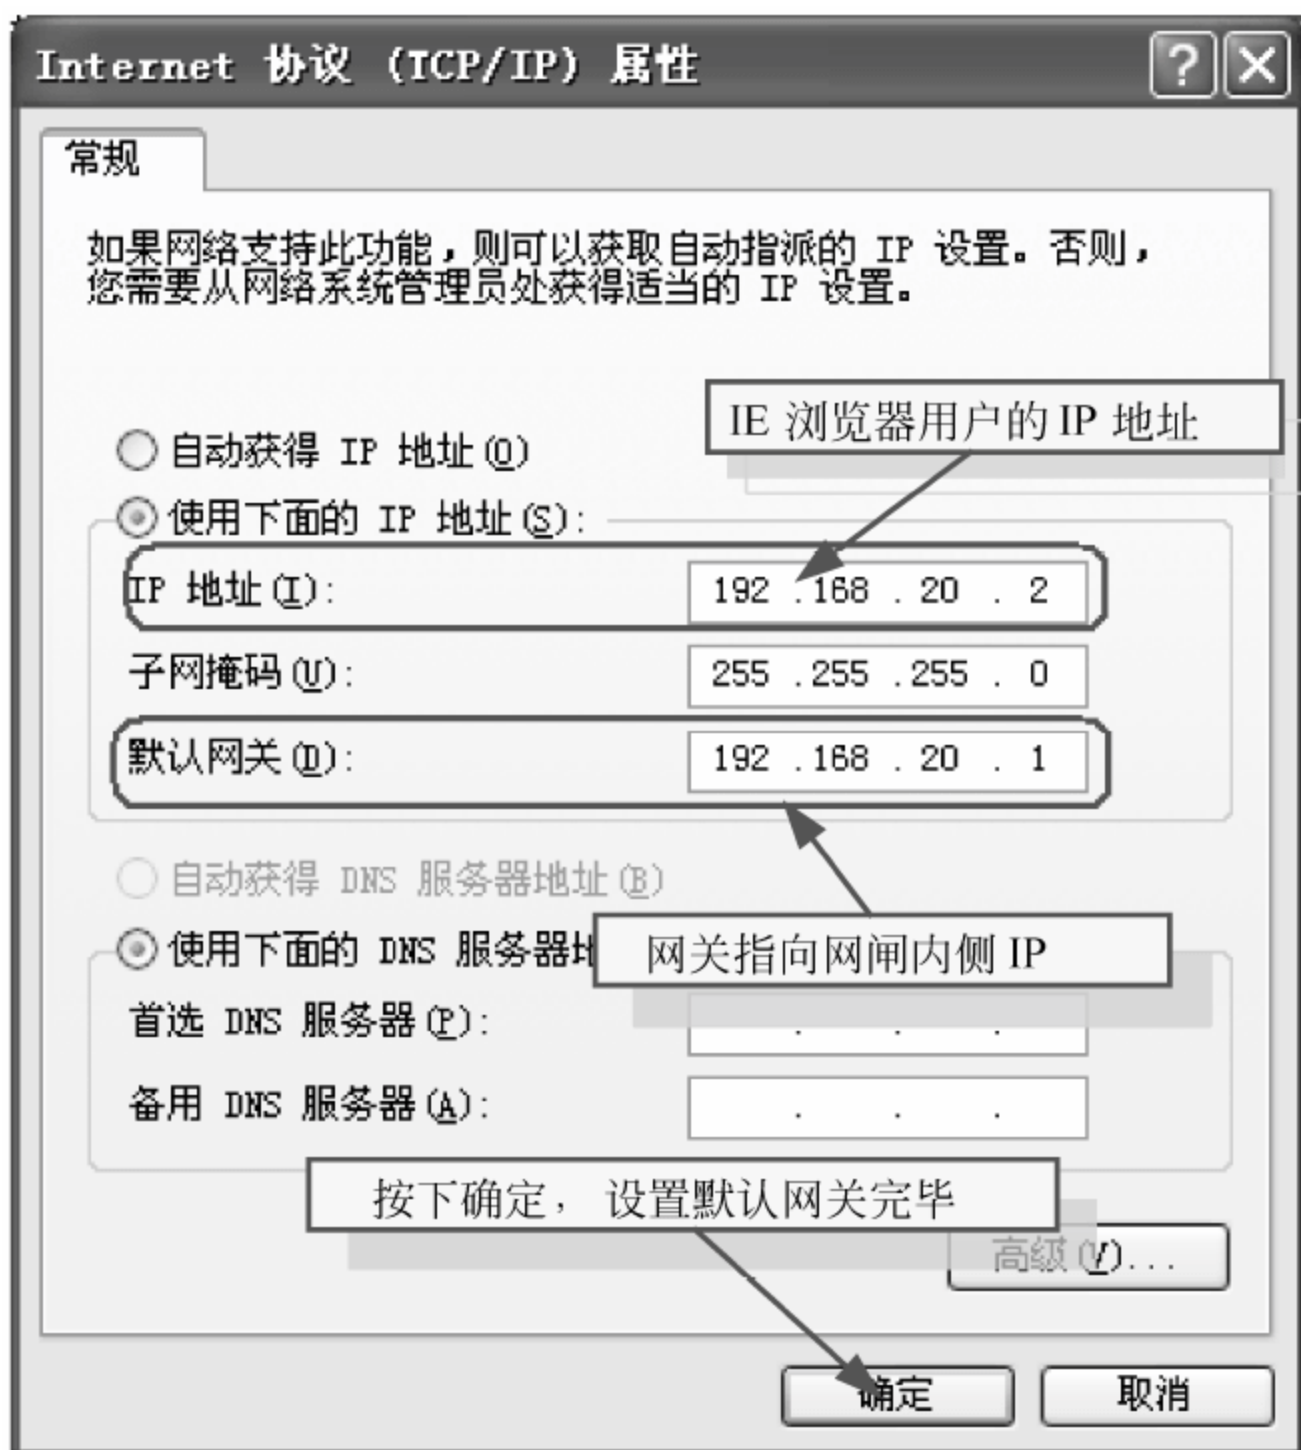 Internet 协议 (TCP/IP) 属性
常规
如果网络支持此功能，则可以获取自动指派的 IP 设置。否则，
您需要从网络系统管理员处获得适当的 IP 设置。
IE 浏览器用户的 IP 地址
自动获得 IP 地址(O)
使用下面的 IP 地址(S):
IP 地址(I): 192 .168 . 20 . 2
子网掩码(U): 255 .255 .255 . 0
默认网关(D): 192 .168 . 20 . 1
自动获得 DNS 服务器地址(B)
使用下面的 DNS 服务器
网关指向网闸内侧 IP
首选 DNS 服务器(P): . . .
备用 DNS 服务器(A): . . .
按下确定， 设置默认网关完毕
高级(V)...
确定 取消